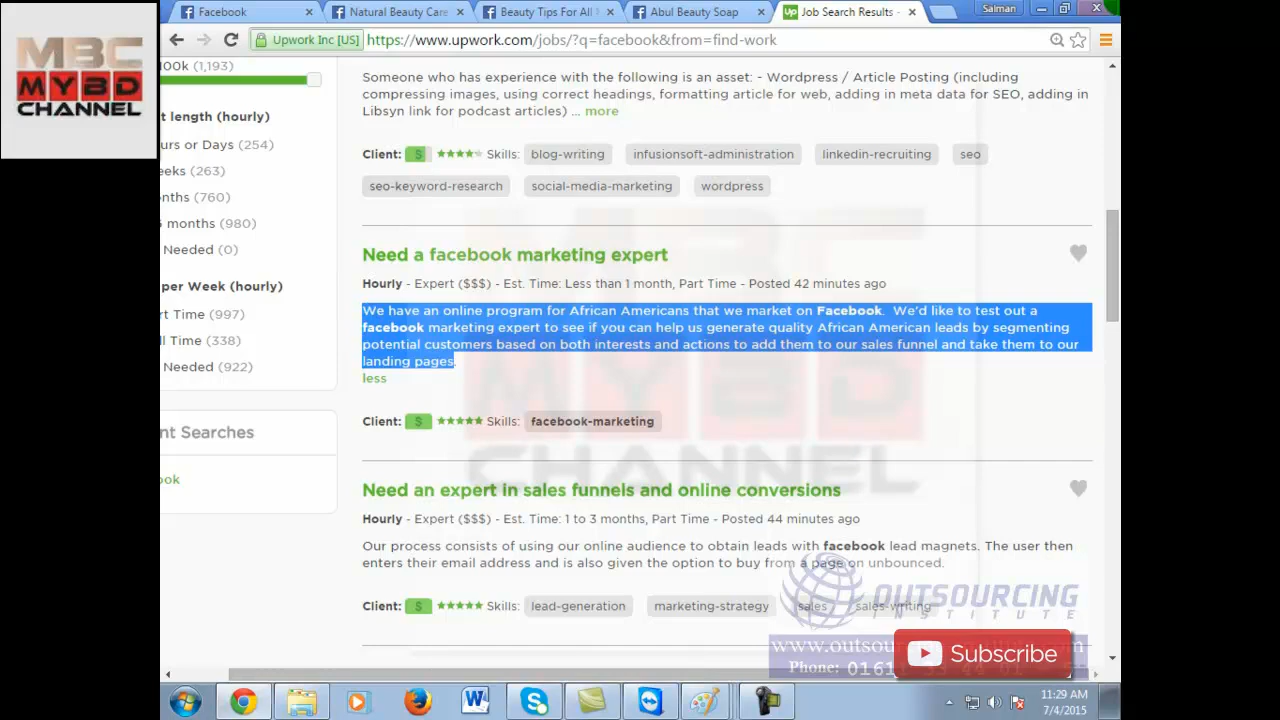 Facebook
Natural Beauty Care
Beauty Tips For All
Abul Beauty Soap
Job Search Results -
Salman
Upwork Inc [US]
https://www.upwork.com/jobs/?q=facebook&from=find-work
MBC
MYBD
CHANNEL
00k (1,193)
t length (hourly)
urs or Days (254)
eeks (263)
nths (760)
months (980)
Needed (0)
per Week (hourly)
rt Time (997)
ll Time (338)
Needed (922)
nt Searches
ok
Someone who has experience with the following is an asset: - Wordpress / Article Posting (including
compressing images, using correct headings, formatting article for web, adding in meta data for SEO, adding in
Libsyn link for podcast articles) ... more
Client: $ Skills: blog-writing infusionsoft-administration linkedin-recruiting seo
seo-keyword-research social-media-marketing wordpress
Need a facebook marketing expert
Hourly - Expert ($$$) - Est. Time: Less than 1 month, Part Time - Posted 42 minutes ago
We have an online program for African Americans that we market on Facebook. We'd like to test out a
facebook marketing expert to see if you can help us generate quality African American leads by segmenting
potential customers based on both interests and actions to add them to our sales funnel and take them to our
landing pages.
less
Client: $ Skills: facebook-marketing
MBC
MYBD
CHANNEL
Need an expert in sales funnels and online conversions
Hourly - Expert ($$$) - Est. Time: 1 to 3 months, Part Time - Posted 44 minutes ago
Our process consists of using our online audience to obtain leads with facebook lead magnets. The user then
enters their email address and is also given the option to buy from a page on unbounced.
Client: $ Skills: lead-generation marketing-strategy sales sales-writing
OUTSOURCING
INSTITUTE
www.outsou
Phone: 0161
Subscribe
11:29 AM
7/4/2015